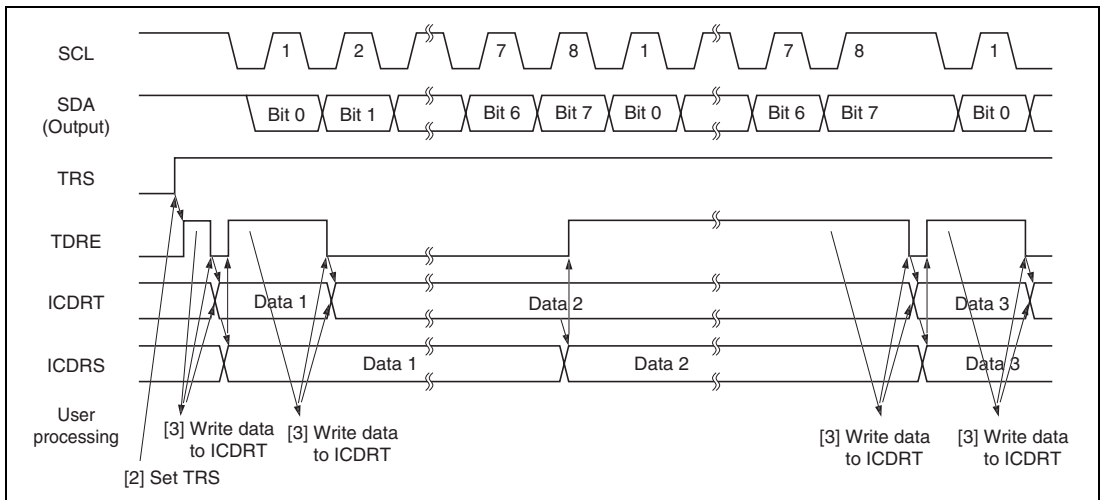 SCL 1 2 7 8 1 7 8 1
SDA
(Output) Bit 0 Bit 1 Bit 6 Bit 7 Bit 0 Bit 6 Bit 7 Bit 0
TRS
TDRE
ICDRT Data 1 Data 2 Data 3
ICDRS Data 1 Data 2 Data 3
User
processing
[3] Write data
to ICDRT
[3] Write data
to ICDRT
[3] Write data
to ICDRT
[3] Write data
to ICDRT
[2] Set TRS